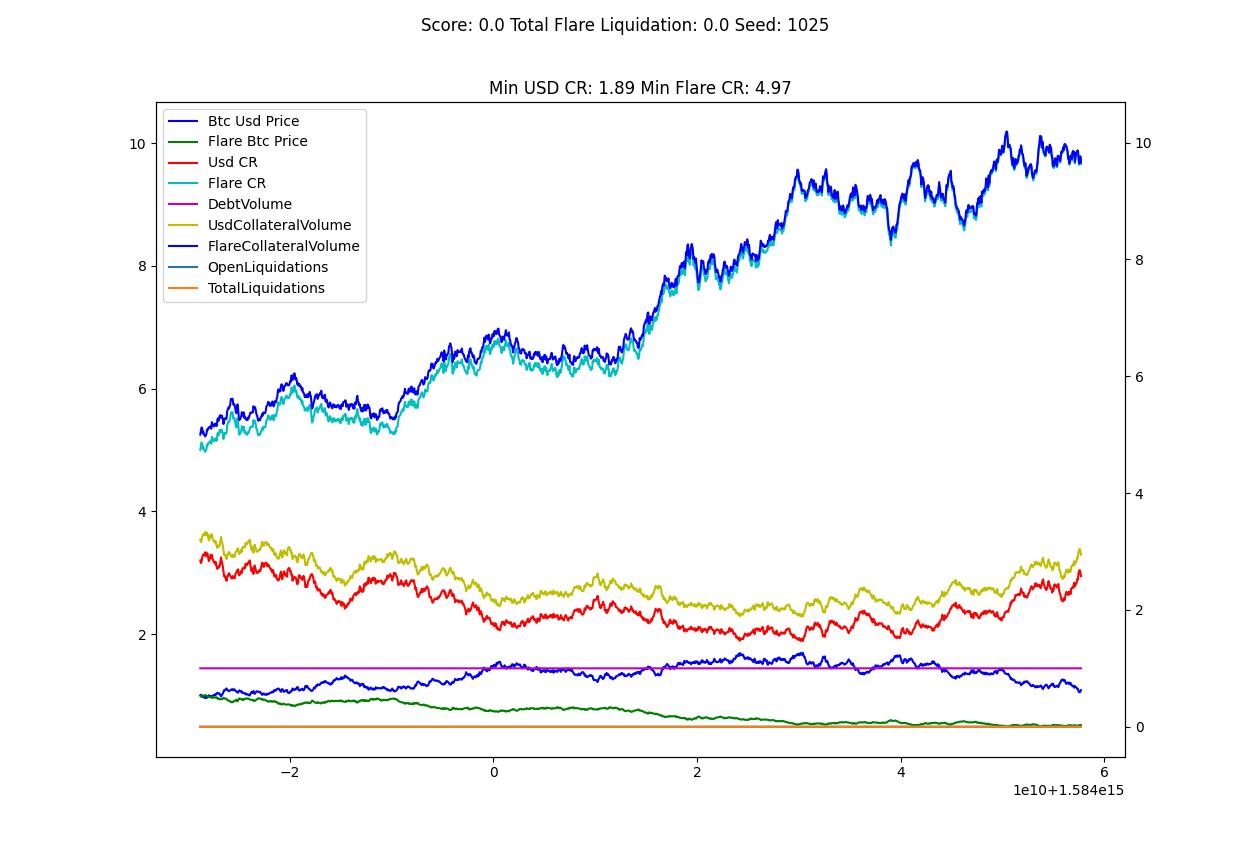 Score: 0.0 Total Flare Liquidation: 0.0 Seed: 1025
Min USD CR: 1.89 Min Flare CR: 4.97
Btc Usd Price
Flare Btc Price
Usd CR
Flare CR
DebtVolume
UsdCollateralVolume
FlareCollateralVolume
OpenLiquidations
TotalLiquidations
10
8
6
4
2
10
8
6
4
2
0
−2
0
2
4
6
1e10+1.584e15